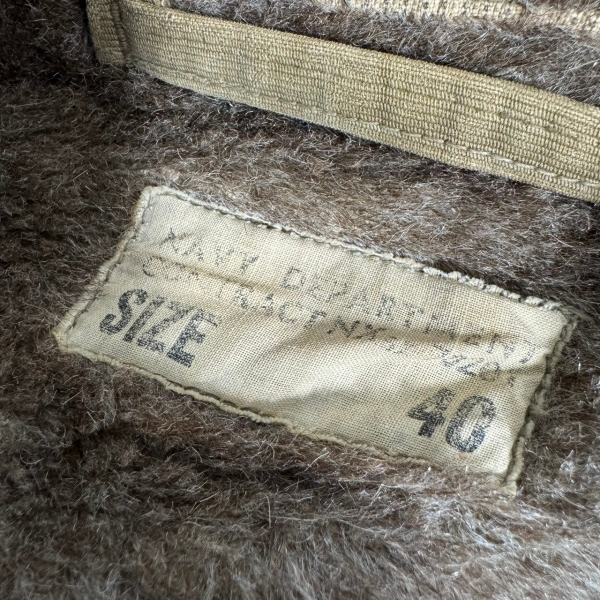 NAVY DEPARTMENT
CONTRACT
SIZE
40